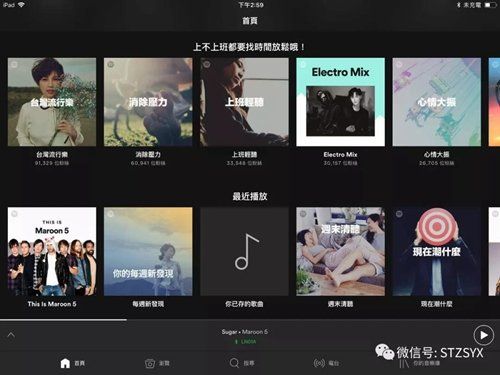 iPad
下午2:59
未充電
首頁
上不上班都要找時間放鬆哦！
台灣流行樂
消除壓力
上班輕聽
Electro Mix
心情大振
台灣流行樂
消除壓力
上班輕聽
Electro Mix
心情大振
91,329 位粉絲
60,941 位粉絲
33,548 位粉絲
30,157 位粉絲
26,705 位粉絲
最近播放
THIS IS
Maroon 5
你的每週新發現
週末清聽
現在潮什麼
This Is Maroon 5
每週新發現
你已存的歌曲
週末清聽
現在潮什麼
Sugar • Maroon 5
微信号: STZSYX
首頁
瀏覽
搜尋
電台
你的音樂庫